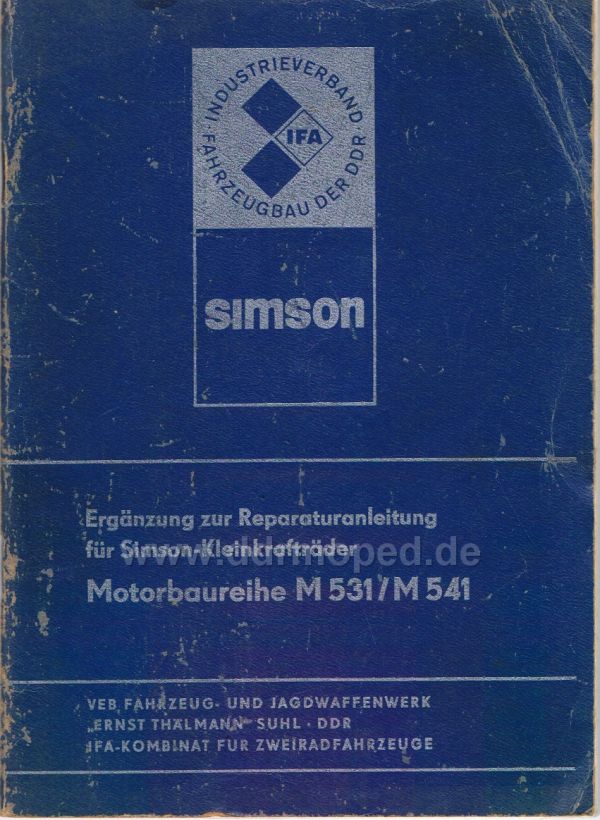 INDUSTRIEVERBAND
FAHRZEUGBAU DER DDR
IFA
simson
Ergänzung zur Reparaturanleitung
für Simson-Kleinkrafträder
www.ddrmoped.de
Motorbaureihe M 531/M 541
VEB FAHRZEUG- UND JAGDWAFFENWERK
„ERNST THÄLMANN" SUHL · DDR
IFA-KOMBINAT FÜR ZWEIRADFAHRZEUGE